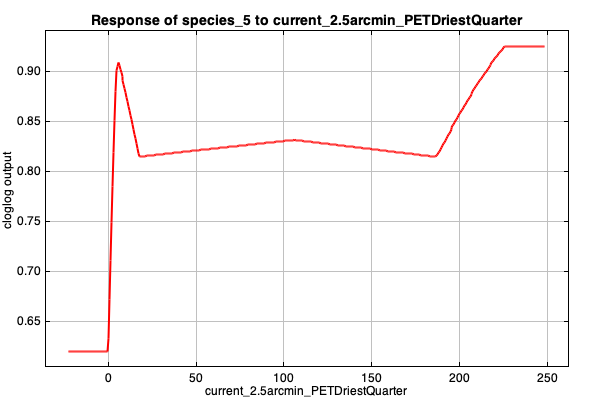 Response of species_5 to current_2.5arcmin_PETDriestQuarter
cloglog output
0.90
0.85
0.80
0.75
0.70
0.65
0 50 100 150 200 250
current_2.5arcmin_PETDriestQuarter